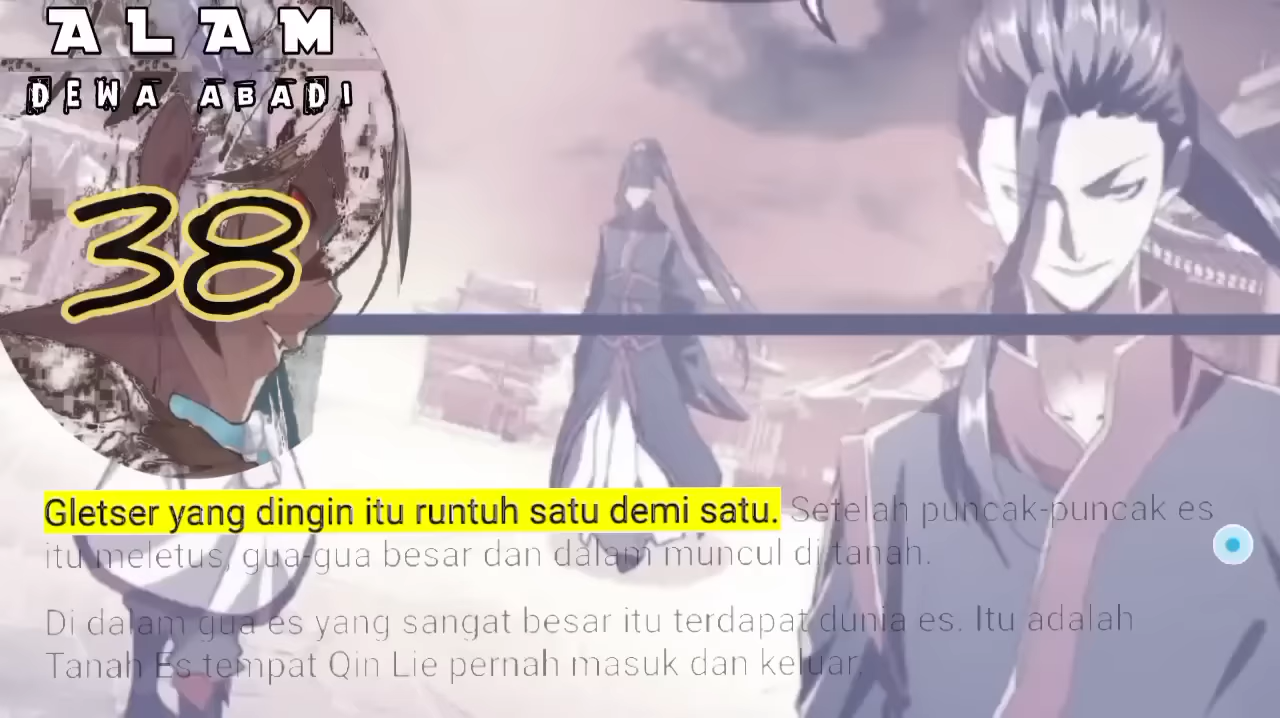 ALAM
DEWA ABADI
38
Gletser yang dingin itu runtuh satu demi satu. Setelah puncak-puncak es
itu meletus, gua-gua besar dan dalam muncul di tanah.
Di dalam gua es yang sangat besar itu terdapat dunia es. Itu adalah
Tanah Es tempat Qin Lie pernah masuk dan keluar.